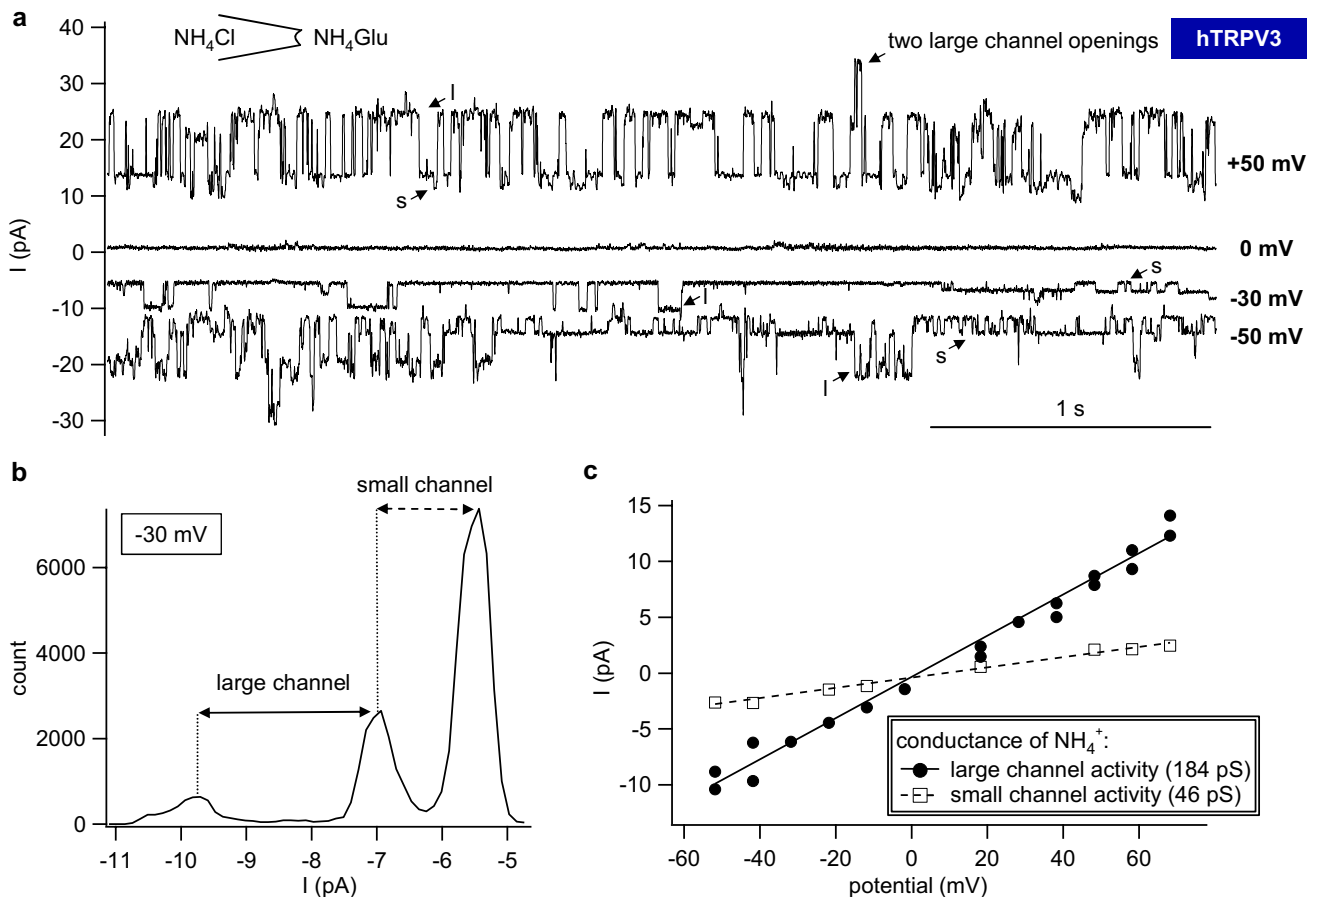 a
NH₄Cl NH₄Glu
two large channel openings
hTRPV3
40
30
20
10
0
-10
-20
-30
I (pA)
l
s
+50 mV
0 mV
s
l
-30 mV
-50 mV
s
l
1 s
b
small channel
-30 mV
large channel
6000
4000
2000
0
count
-11 -10 -9 -8 -7 -6 -5
I (pA)
c
15
10
5
0
-5
-10
I (pA)
conductance of NH₄⁺:
large channel activity (184 pS)
small channel activity (46 pS)
-60 -40 -20 0 20 40 60
potential (mV)